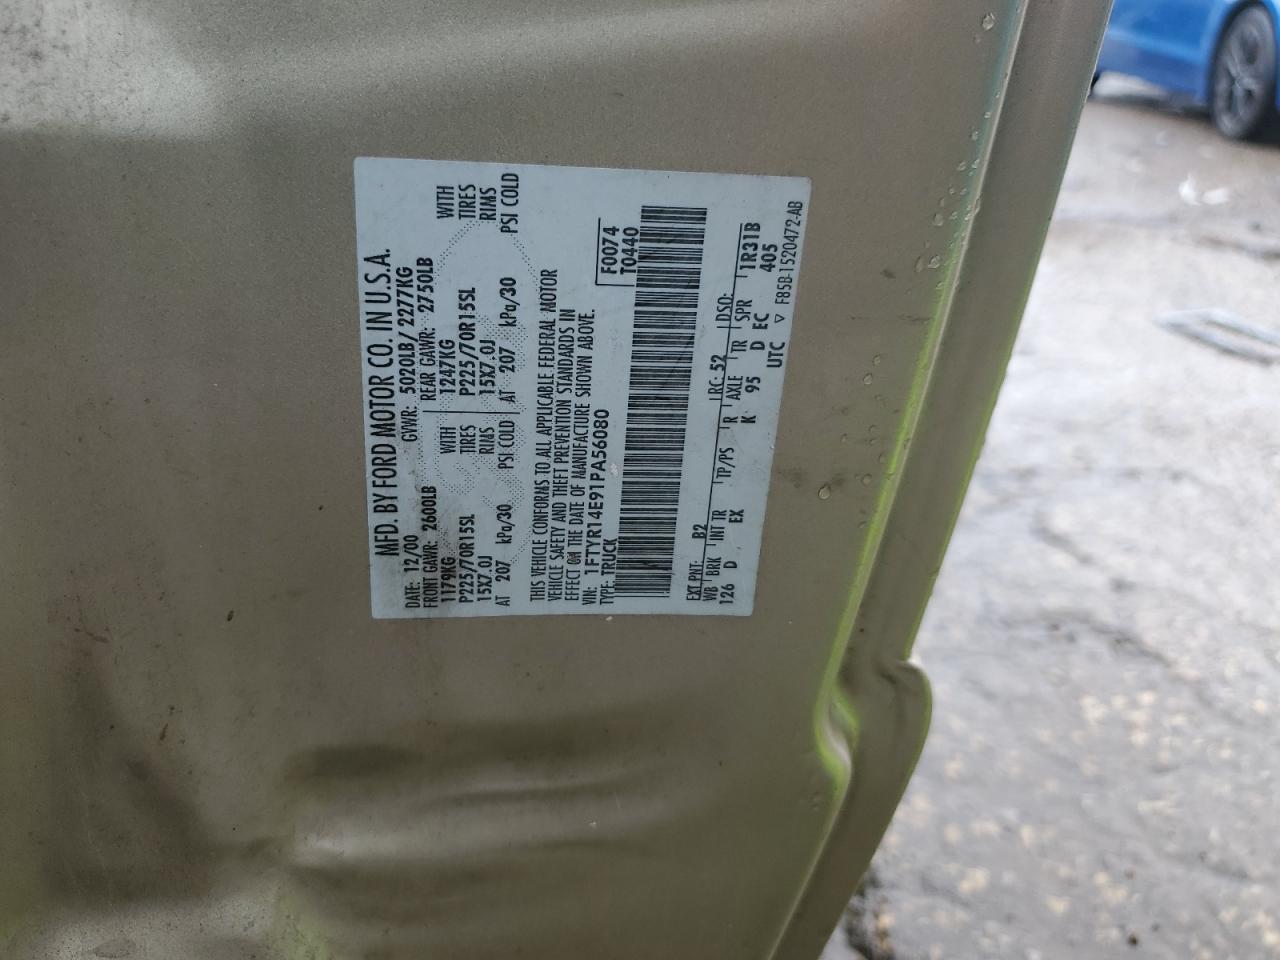 MFD. BY FORD MOTOR CO. IN U.S.A.
DATE: 12/00 GVWR: 5020LB/ 2277KG
FRONT GAWR: 2600LB REAR GAWR: 2750LB
1179KG WITH 1247KG WITH
P225/70R15SL TIRES P225/70R15SL TIRES
15X7.0J RIMS 15X7.0J RIMS
AT 207 kPa/30 PSI COLD AT 207 kPa/30 PSI COLD
THIS VEHICLE CONFORMS TO ALL APPLICABLE FEDERAL MOTOR
VEHICLE SAFETY AND THEFT PREVENTION STANDARDS IN
EFFECT ON THE DATE OF MANUFACTURE SHOWN ABOVE.
VIN: 1FTYR14E91PA56080 F0074
TYPE: TRUCK T0440
EXT PNT: B2 RC: 52 DSO:
WB BRK INT TR TP/PS R AXLE TR SPR 1R31B
126 D EX K 95 D EC 405
UTC ▽ F85B-1520472-AB